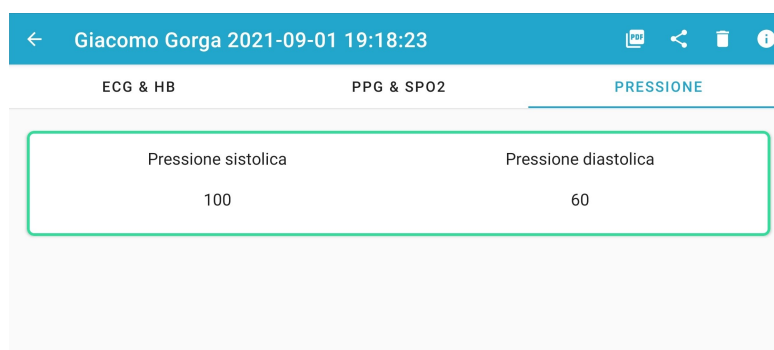 Giacomo Gorga 2021-09-01 19:18:23
PDF
ECG & HB PPG & SPO2 PRESSIONE
Pressione sistolica Pressione diastolica
100 60